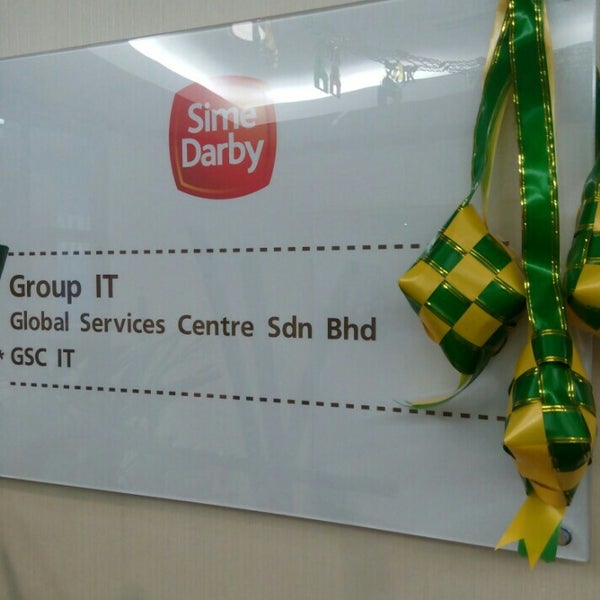 Sime
Darby
Group IT
Global Services Centre Sdn Bhd
* GSC IT